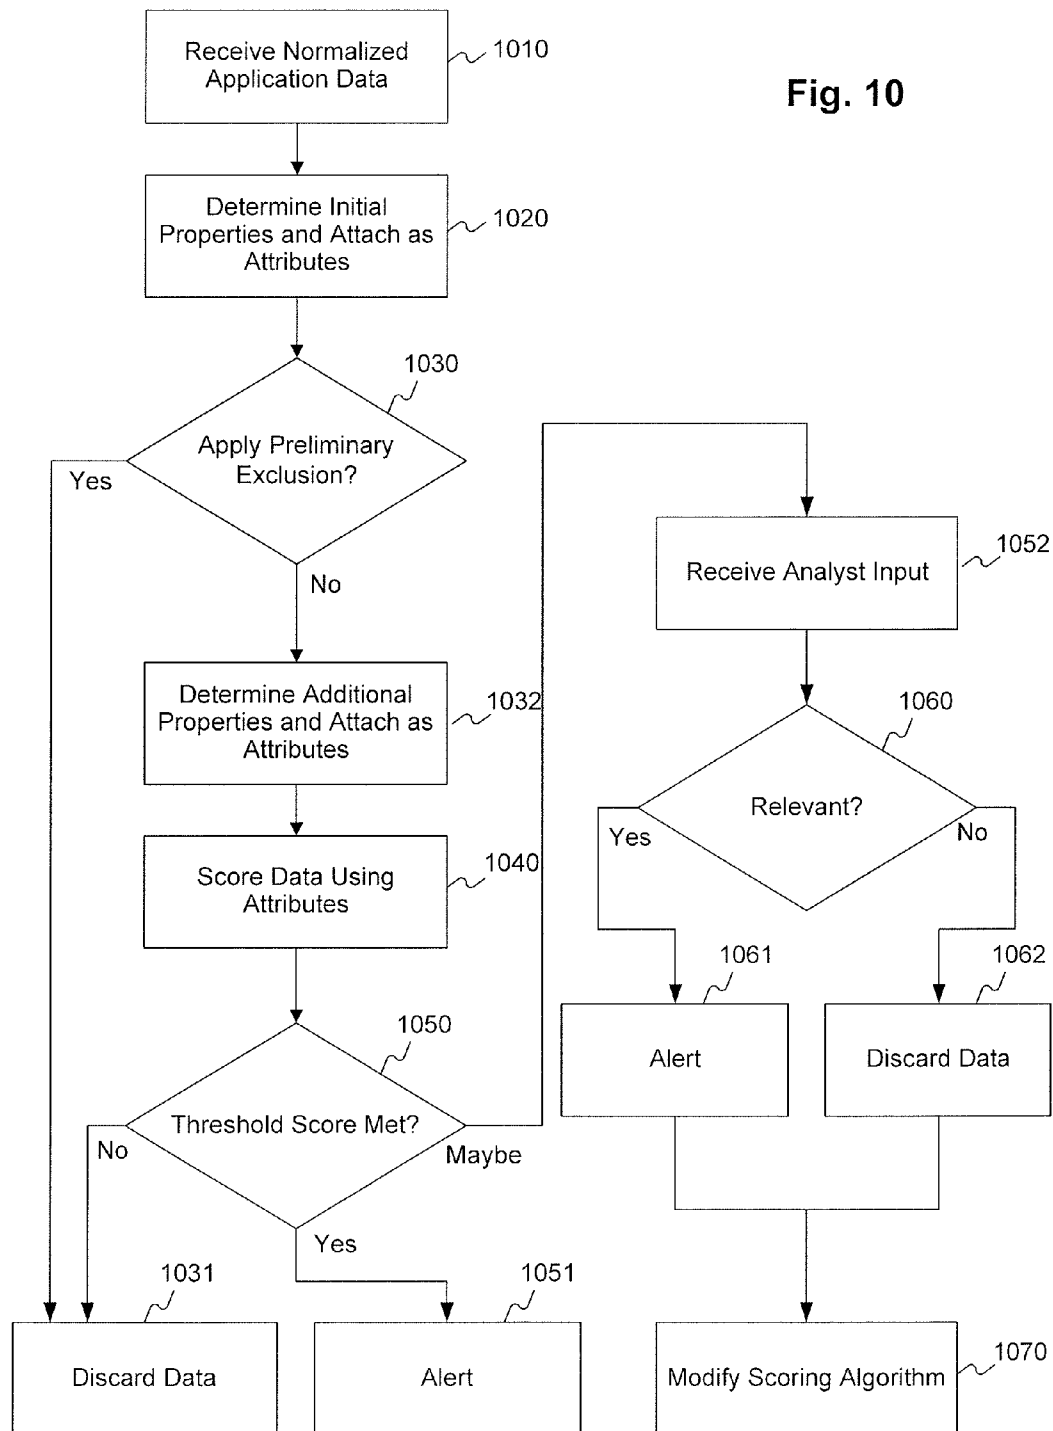 Fig. 10
Receive Normalized
Application Data
1010
Determine Initial
Properties and Attach as
Attributes
1020
1030
Apply Preliminary
Exclusion?
Yes
No
Determine Additional
Properties and Attach as
Attributes
1032
Score Data Using
Attributes
1040
1050
Threshold Score Met?
No
Maybe
Yes
1031
Discard Data
1051
Alert
Receive Analyst Input
1052
1060
Relevant?
Yes
No
1061
Alert
1062
Discard Data
Modify Scoring Algorithm
1070